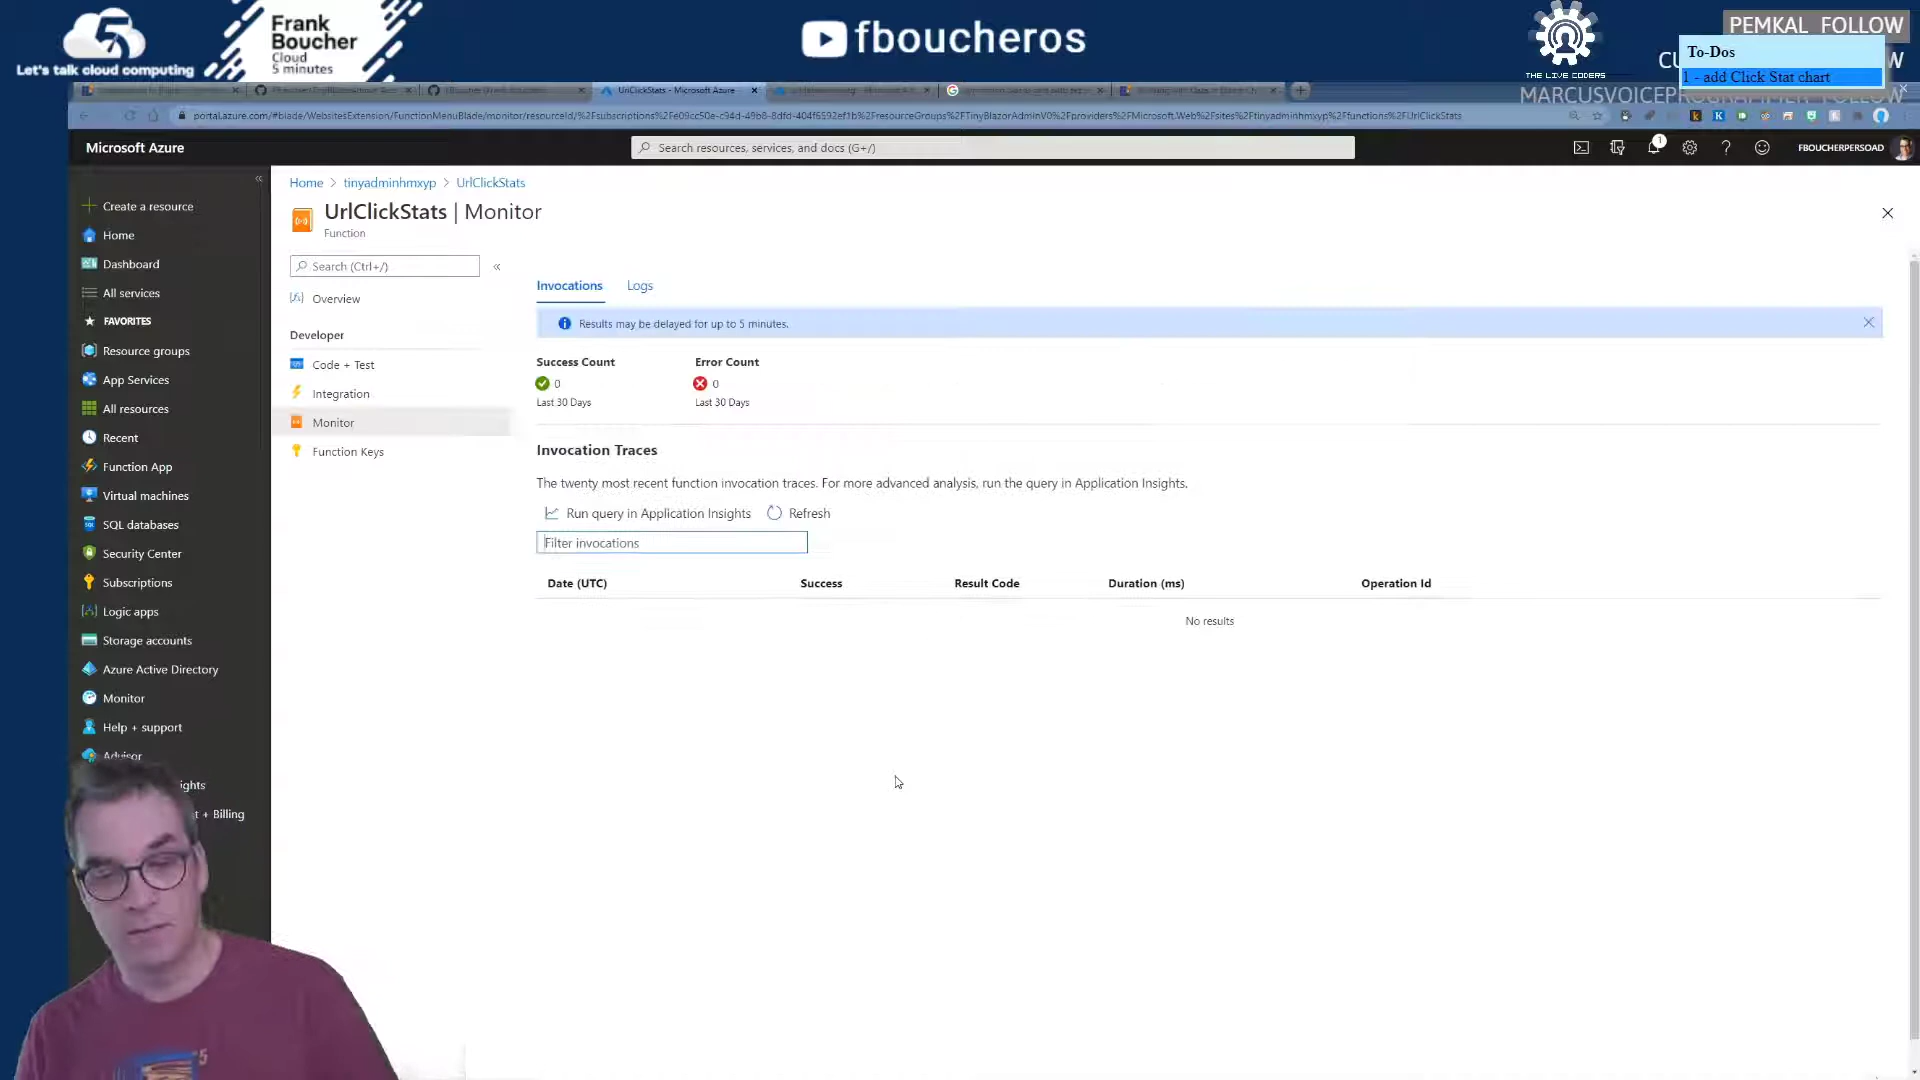 Let's talk cloud computing
Frank
Boucher
Cloud
5 minutes
fboucheros
THE LIVE CODERS
PEMKAL FOLLOW
To-Dos
1 - add Click Stat chart
UrlClickStats - Microsoft Azure
Microsoft Azure
Search resources, services, and docs (G+/)
1
FBOUCHERPERSOAD
Create a resource
Home
Dashboard
All services
FAVORITES
Resource groups
App Services
All resources
Recent
Function App
Virtual machines
SQL databases
Security Center
Subscriptions
Logic apps
Storage accounts
Azure Active Directory
Monitor
Help + support
Advisor
ights
t + Billing
Home > tinyadminhmxyp > UrlClickStats
UrlClickStats | Monitor
Function
Search (Ctrl+/)
Overview
Developer
Code + Test
Integration
Monitor
Function Keys
Invocations Logs
Results may be delayed for up to 5 minutes.
Success Count Error Count
0 0
Last 30 Days Last 30 Days
Invocation Traces
The twenty most recent function invocation traces. For more advanced analysis, run the query in Application Insights.
Run query in Application Insights Refresh
Filter invocations
Date (UTC) Success Result Code Duration (ms) Operation Id
No results